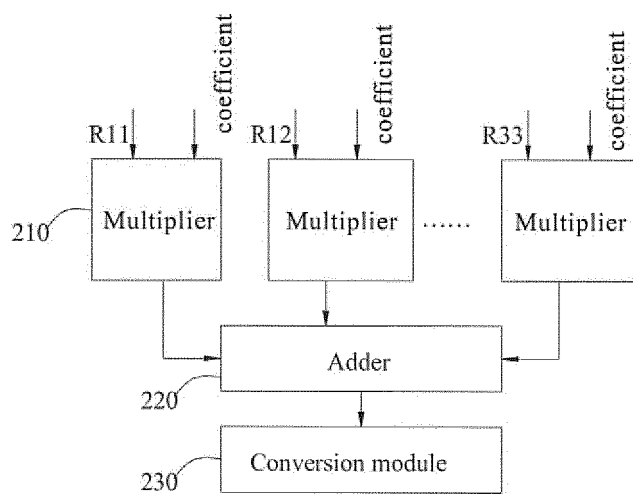 coefficient
coefficient
coefficient
R11
R12
R33
210
Multiplier
Multiplier
......
Multiplier
Adder
220
Conversion module
230